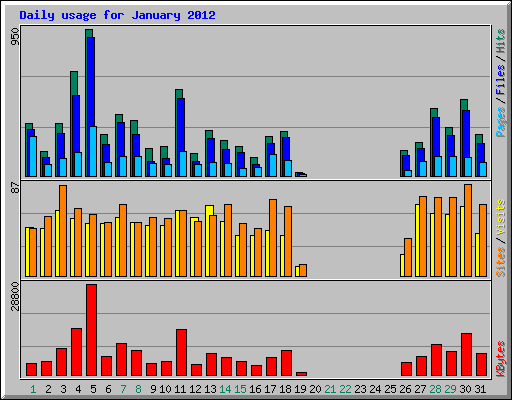 Daily usage for January 2012
950
Pages / Files / Hits
87
Sites / Visits
28800
KBytes
1 2 3 4 5 6 7 8 9 10 11 12 13 14 15 16 17 18 19 20 21 22 23 24 25 26 27 28 29 30 31